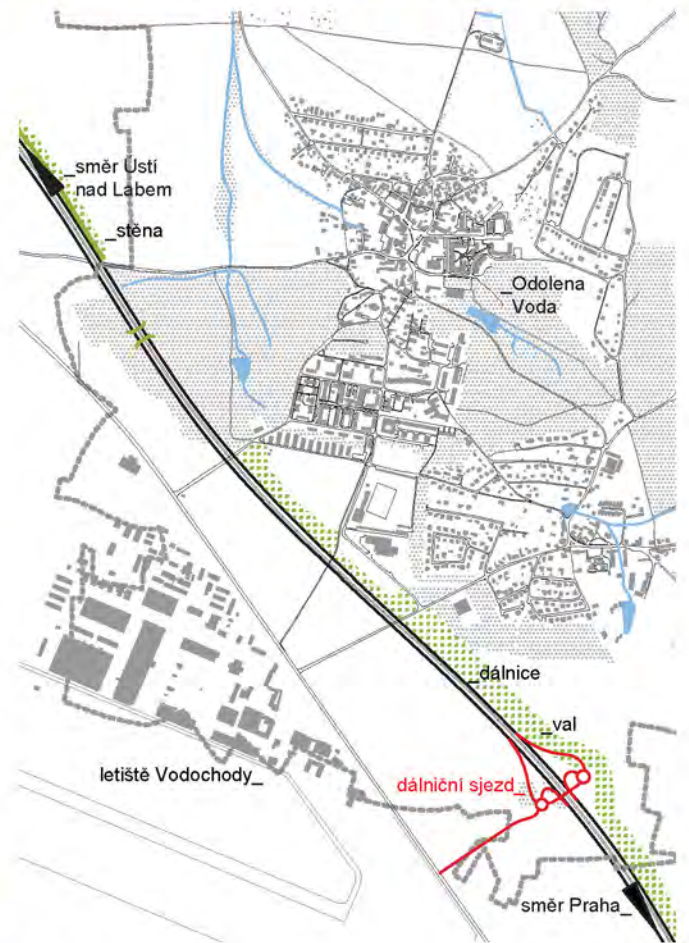 _směr Ústí
nad Labem
_stěna
_Odolena
Voda
_dálnice
_val
letiště Vodochody_
dálniční sjezd_
směr Praha_